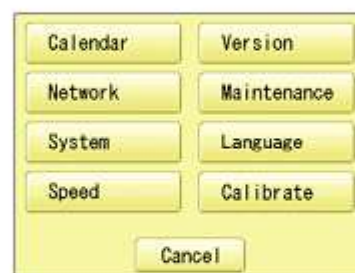 Calendar Version
Network Maintenance
System Language
Speed Calibrate
Cancel